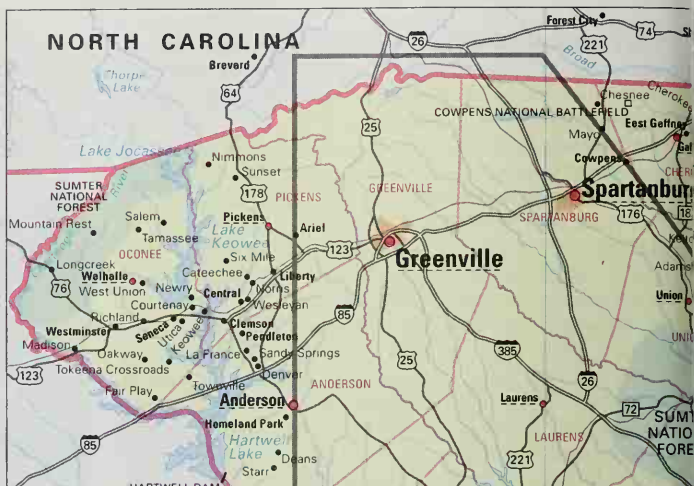 Forest City
NORTH CAROLINA
26
74
221
Brevard
Broad
Thorpe
Lake
64
Chesnee
COWPENS NATIONAL BATTLEFIELD
25
East Gaffney
Mayo
Lake Jocassee
Nimmons
Cowpens
Sunset
SUMTER
NATIONAL
FOREST
River
178
PICKENS
GREENVILLE
Spartanbur
Salem
Pickens
SPARTANBURG
176
Mountain Rest
Tamassee
Lake
Keowee
Ariel
123
OCONEE
Six Mile
Greenville
Longcreek
Cateechee
Liberty
Walhalla
Norris
76
West Union
Newry
Central
Wesleyan
Union
Courtenay
85
Richland
Clemson
Westminster
Seneca
Utica
Keowee
Pendleton
Madison
Oakway
La France
Sandy Springs
385
25
123
Tokeena Crossroads
Denver
26
Townville
ANDERSON
Fair Play
Anderson
Laurens
72
Homeland Park
85
Hartwell
Lake
LAURENS
Deans
221
Starr
HARTWELL DAM